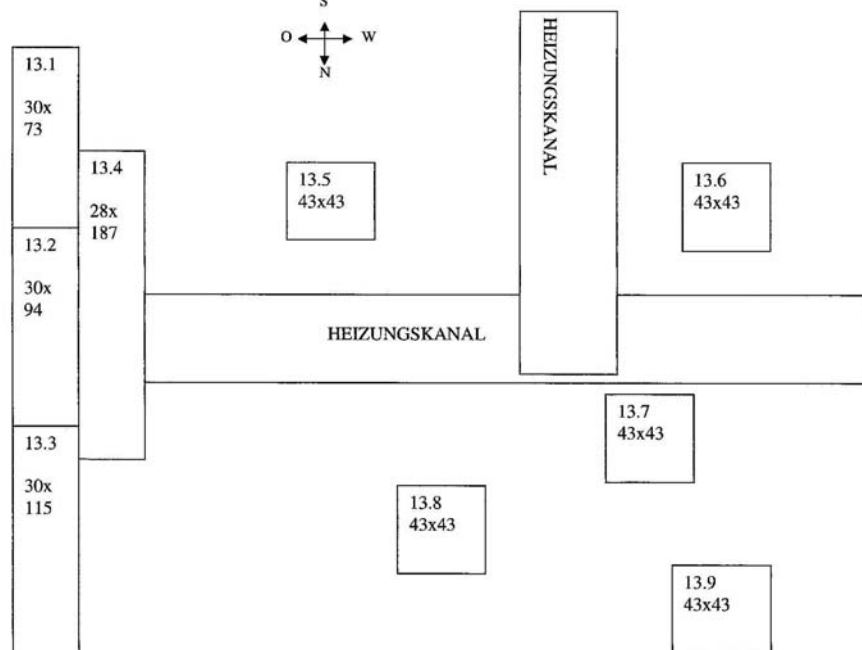 S
O W
N
HEIZUNGSKANAL
13.1
30x
73
13.4
28x
187
13.5
43x43
13.6
43x43
13.2
30x
94
HEIZUNGSKANAL
13.7
43x43
13.3
30x
115
13.8
43x43
13.9
43x43